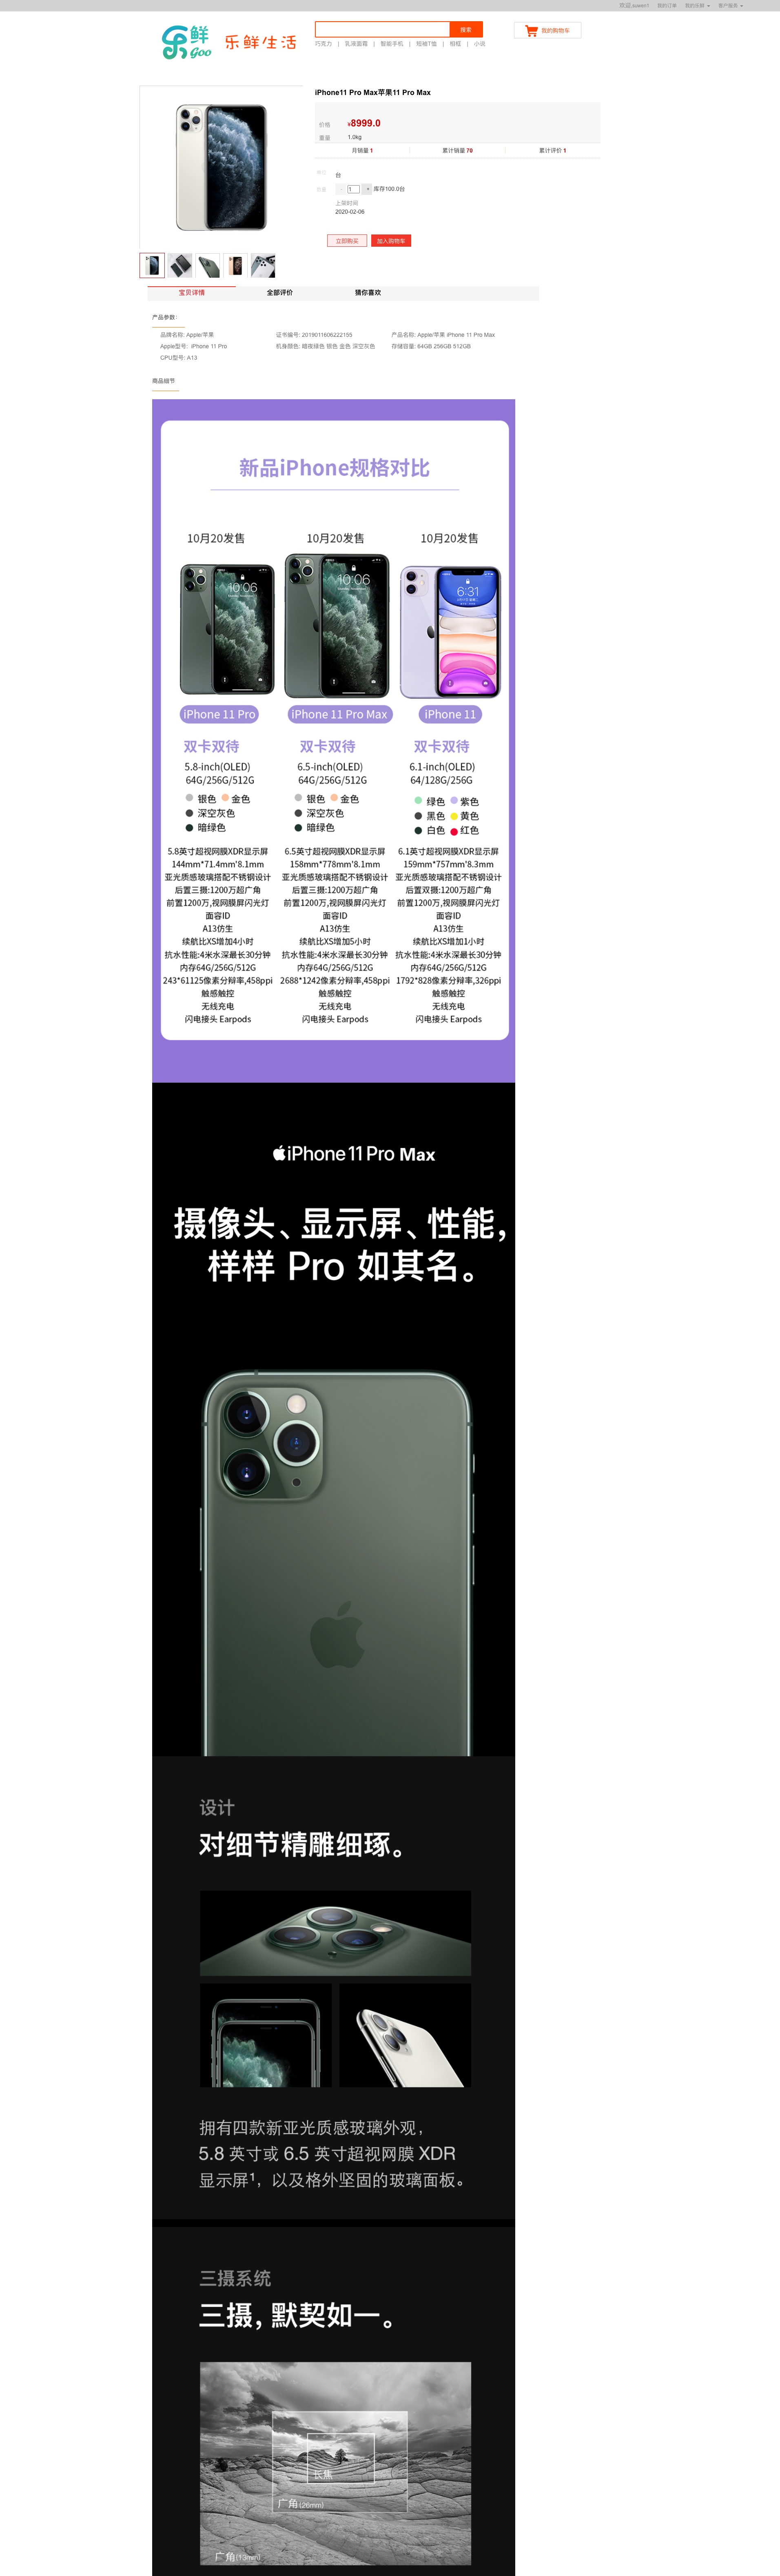 我的订单
我的乐鲜
客户服务
鲜
Goo
乐鲜生活
搜索
我的购物车
巧克力 | 乳液面霜 | 智能手机 | 短袖T恤 | 相框 | 小说
iPhone11 Pro Max苹果11 Pro Max
价格 ¥8999.0
重量 1.0kg
月销量 1 累计销量 70 累计评价 1
单位 台
数量 - 1 + 库存100.0台
上架时间
2020-02-06
立即购买 加入购物车
宝贝详情 全部评价 猜你喜欢
产品参数:
品牌名称: Apple/苹果 证书编号: 2019011606222155 产品名称: Apple/苹果 iPhone 11 Pro Max
Apple型号: iPhone 11 Pro 机身颜色: 暗夜绿色 银色 金色 深空灰色 存储容量: 64GB 256GB 512GB
CPU型号: A13
商品细节
新品iPhone规格对比
10月20发售 10月20发售 10月20发售
10:06 10:06 6:31
iPhone 11 Pro iPhone 11 Pro Max iPhone 11
双卡双待 双卡双待 双卡双待
5.8-inch(OLED) 6.5-inch(OLED) 6.1-inch(OLED)
64G/256G/512G 64G/256G/512G 64/128G/256G
银色 金色 银色 金色 绿色 紫色
深空灰色 深空灰色 黑色 黄色
暗绿色 暗绿色 白色 红色
5.8英寸超视网膜XDR显示屏 6.5英寸超视网膜XDR显示屏 6.1英寸超视网膜XDR显示屏
144mm*71.4mm'8.1mm 158mm*778mm'8.1mm 159mm*757mm'8.3mm
亚光质感玻璃搭配不锈钢设计 亚光质感玻璃搭配不锈钢设计 亚光质感玻璃搭配不锈钢设计
后置三摄:1200万超广角 后置三摄:1200万超广角 后置双摄:1200万超广角
前置1200万,视网膜屏闪光灯 前置1200万,视网膜屏闪光灯 前置1200万,视网膜屏闪光灯
面容ID 面容ID 面容ID
A13仿生 A13仿生 A13仿生
续航比XS增加4小时 续航比XS增加5小时 续航比XS增加1小时
抗水性能:4米水深最长30分钟 抗水性能:4米水深最长30分钟 抗水性能:4米水深最长30分钟
内存64G/256G/512G 内存64G/256G/512G 内存64G/256G/512G
243*61125像素分辩率,458ppi 2688*1242像素分辩率,458ppi 1792*828像素分辩率,326ppi
触感触控 触感触控 触感触控
无线充电 无线充电 无线充电
闪电接头 Earpods 闪电接头 Earpods 闪电接头 Earpods
iPhone 11 Pro Max
摄像头、显示屏、性能,
样样 Pro 如其名。
设计
对细节精雕细琢。
拥有四款新亚光质感玻璃外观,
5.8 英寸或 6.5 英寸超视网膜 XDR
显示屏¹, 以及格外坚固的玻璃面板。
三摄系统
三摄, 默契如一。
长焦
广角(26mm)
广角(13mm)